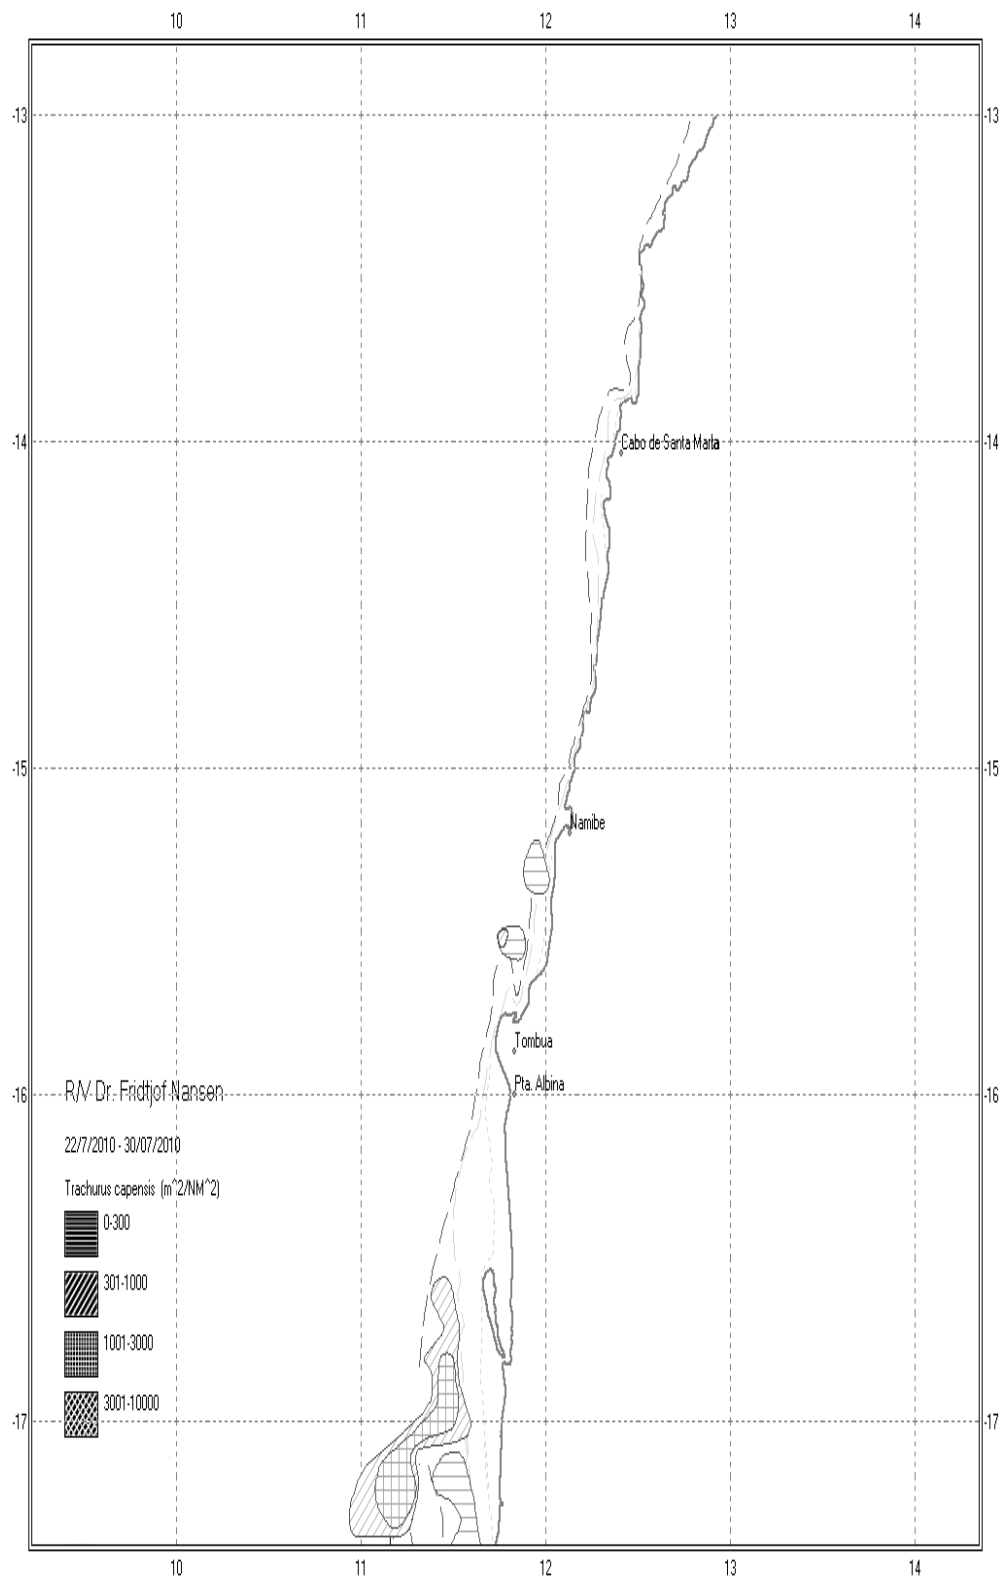 10 11 12 13 14
-13 -13
-14 -14
Cabo de Santa Maria
-15 -15
Namibe
Tombua
Pta. Albina
-16 -16
R/V Dr. Fridtjof Nansen
22/7/2010 - 30/07/2010
Trachurus capensis (m^2/NM^2)
0-300
301-1000
1001-3000
3001-10000
-17 -17
10 11 12 13 14